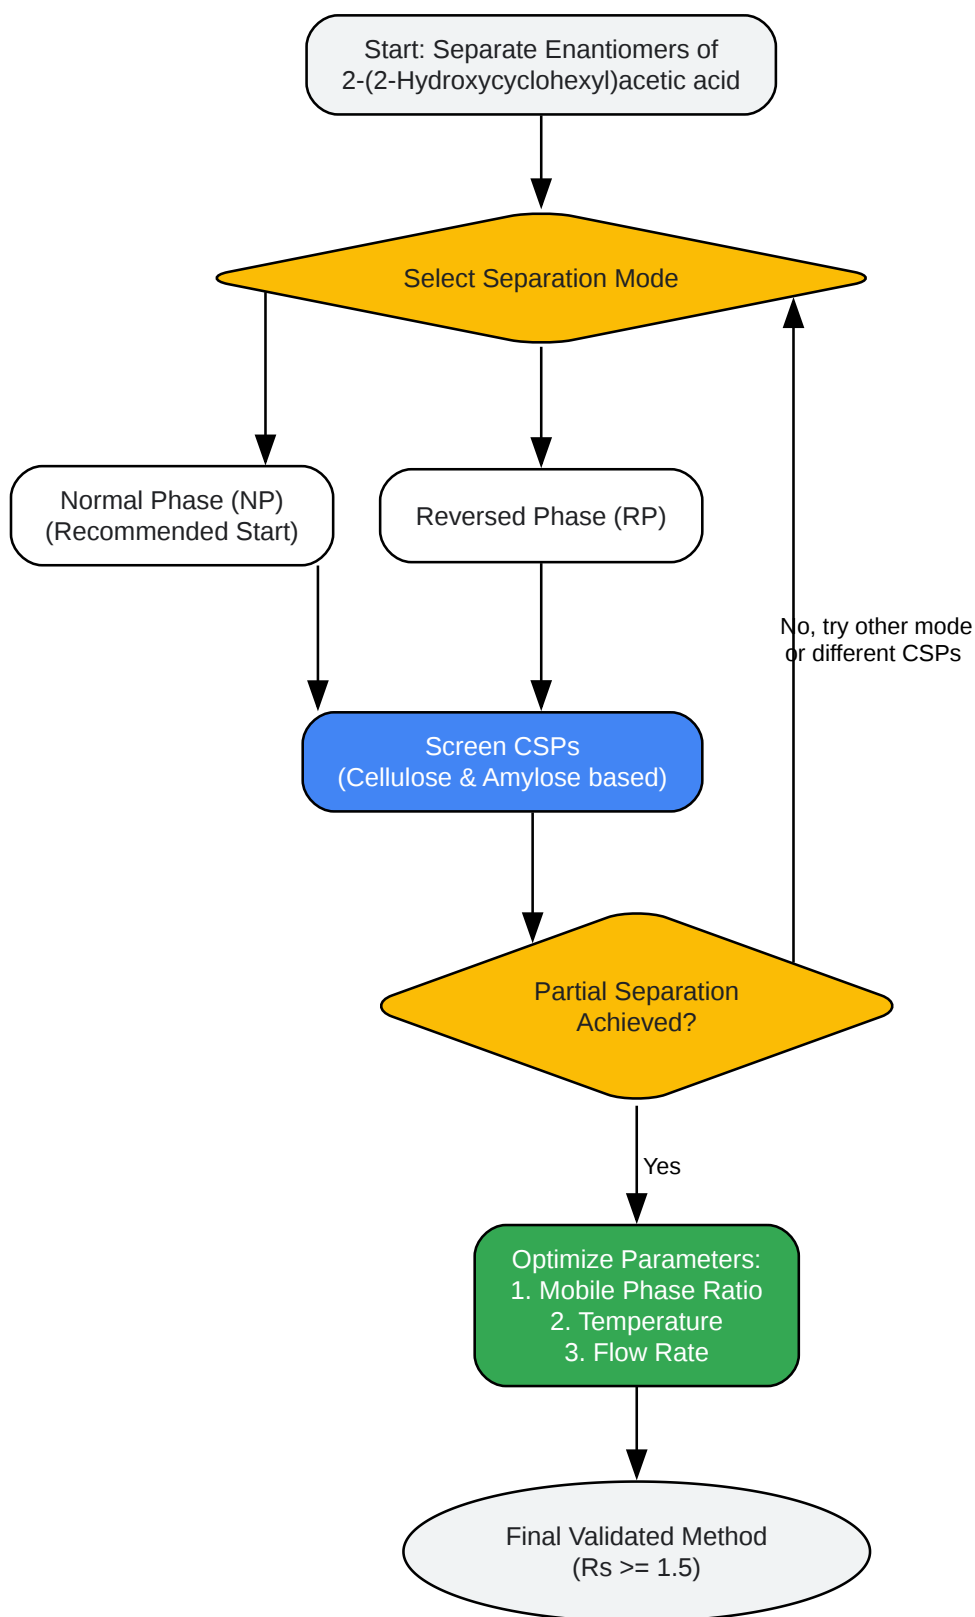 Start: Separate Enantiomers of
2-(2-Hydroxycyclohexyl)acetic acid
Select Separation Mode
Normal Phase (NP)
(Recommended Start)
Reversed Phase (RP)
No, try other mode
or different CSPs
Screen CSPs
(Cellulose & Amylose based)
Partial Separation
Achieved?
Yes
Optimize Parameters:
1. Mobile Phase Ratio
2. Temperature
3. Flow Rate
Final Validated Method
(Rs >= 1.5)